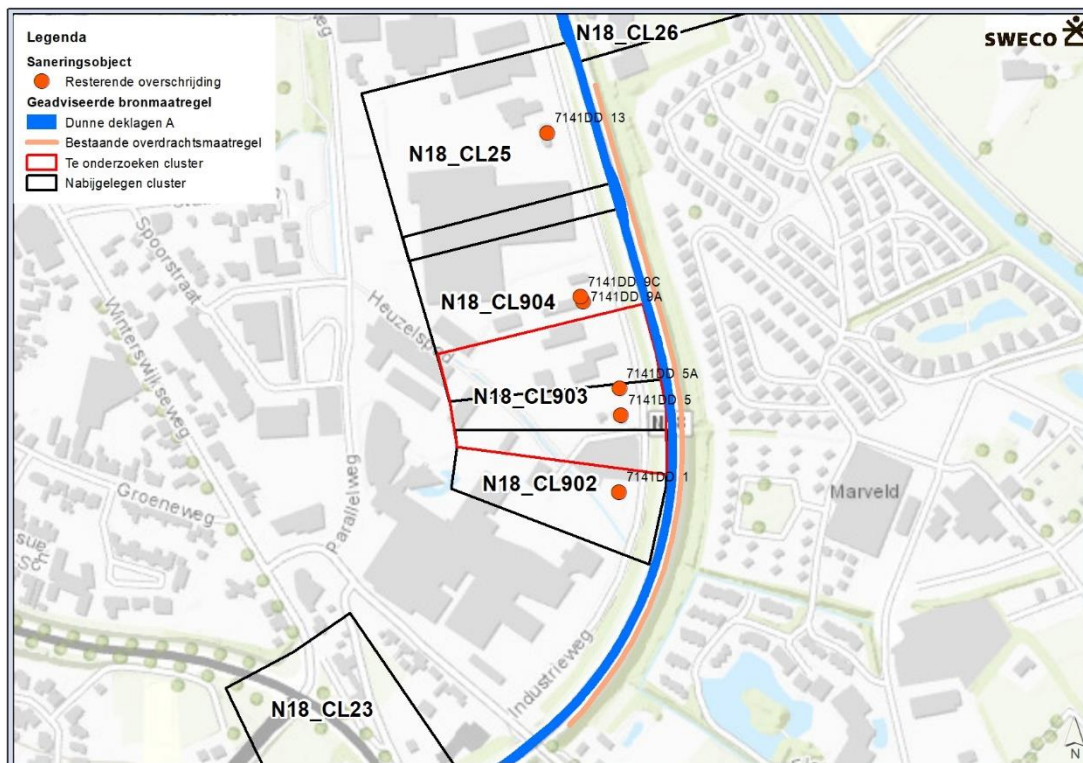 Legenda
Saneringsobject
Resterende overschrijding
Geadviseerde bronmaatregel
Dunne deklagen A
Bestaande overdrachtsmaatregel
Te onderzoeken cluster
Nabijgelegen cluster
SWECO
N18_CL26
7141DD 13
N18_CL25
Spoorstraat
Winterswijkseweg
7141DD 9C
7141DD 9A
N18_CL904
Heuzelspad
7141DD 5A
N18_CL903
7141DD 5
N18_CL902
7141DD 1
Groeneweg
Parallelweg
Marveld
Industrieweg
N18_CL23
N